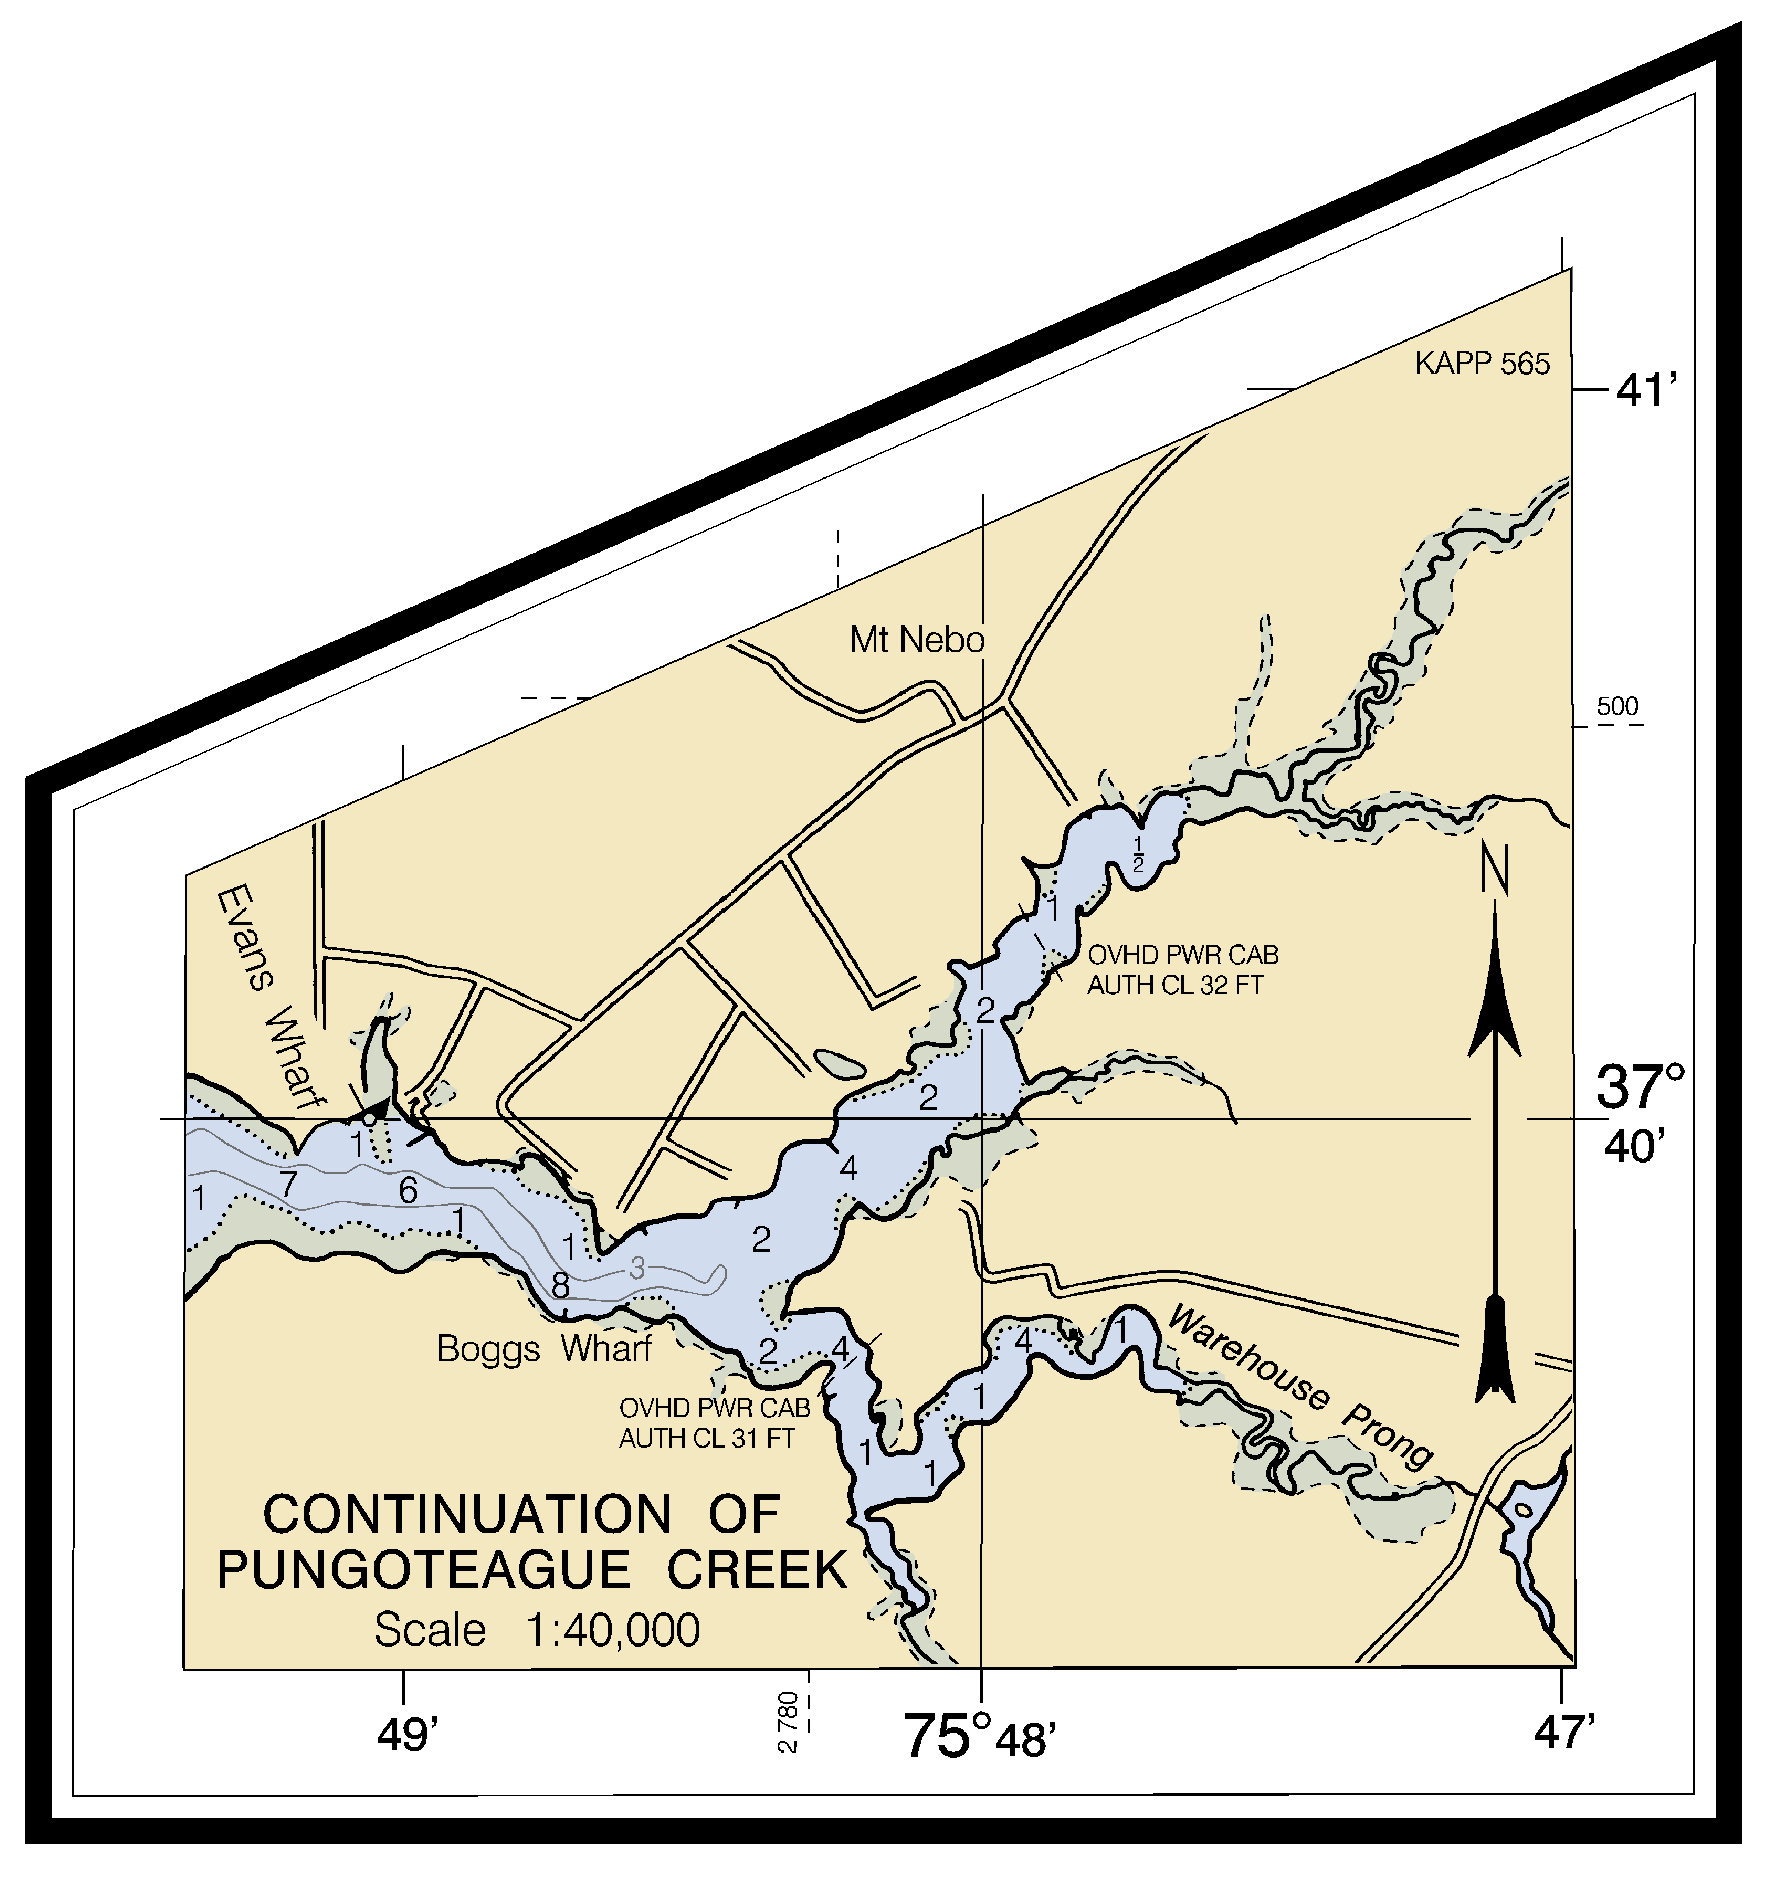 KAPP 565
41’
Mt Nebo
500
N
Evans Wharf
1
2
1
OVHD PWR CAB
AUTH CL 32 FT
2
37°
40’
2
1
4
7
6
1
1
2
1
3
8
Boggs Wharf
2
4
4
1
Warehouse Prong
1
OVHD PWR CAB
AUTH CL 31 FT
1
1
CONTINUATION OF
PUNGOTEAGUE CREEK
Scale 1:40,000
49’
2 780
75° 48’
47’